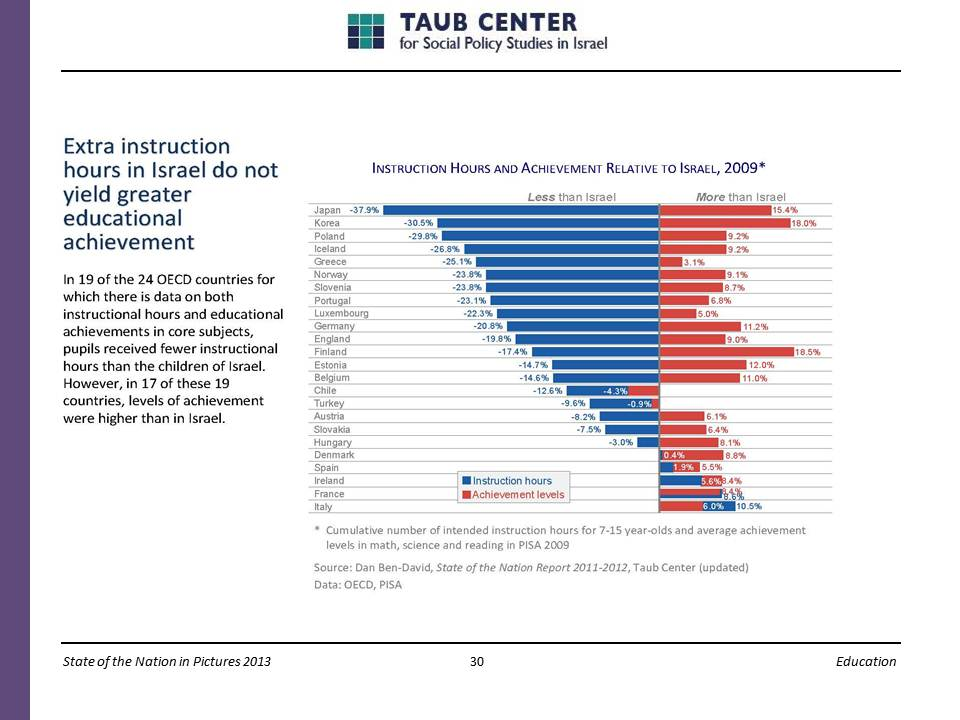 TAUB CENTER
for Social Policy Studies in Israel
Extra instruction
hours in Israel do not
yield greater
educational
achievement
In 19 of the 24 OECD countries for
which there is data on both
instructional hours and educational
achievements in core subjects,
pupils received fewer instructional
hours than the children of Israel.
However, in 17 of these 19
countries, levels of achievement
were higher than in Israel.
INSTRUCTION HOURS AND ACHIEVEMENT RELATIVE TO ISRAEL, 2009*
Less than Israel More than Israel
Japan -37.9% 15.4%
Korea -30.5% 18.0%
Poland -29.8% 9.2%
Iceland -26.8% 9.2%
Greece -25.1% 3.1%
Norway -23.8% 9.1%
Slovenia -23.8% 8.7%
Portugal -23.1% 6.8%
Luxembourg -22.3% 5.0%
Germany -20.8% 11.2%
England -19.8% 9.0%
Finland -17.4% 18.5%
Estonia -14.7% 12.0%
Belgium -14.6% 11.0%
Chile -12.6% -4.3%
Turkey -9.6% -0.9%
Austria -8.2% 6.1%
Slovakia -7.5% 6.4%
Hungary -3.0% 8.1%
Denmark 0.4% 8.8%
Spain 1.9% 5.5%
Ireland 5.6% 8.4%
France 8.4% 8.6%
Italy 6.0% 10.5%
Instruction hours
Achievement levels
* Cumulative number of intended instruction hours for 7-15 year-olds and average achievement
levels in math, science and reading in PISA 2009
Source: Dan Ben-David, State of the Nation Report 2011-2012, Taub Center (updated)
Data: OECD, PISA
State of the Nation in Pictures 2013 30 Education